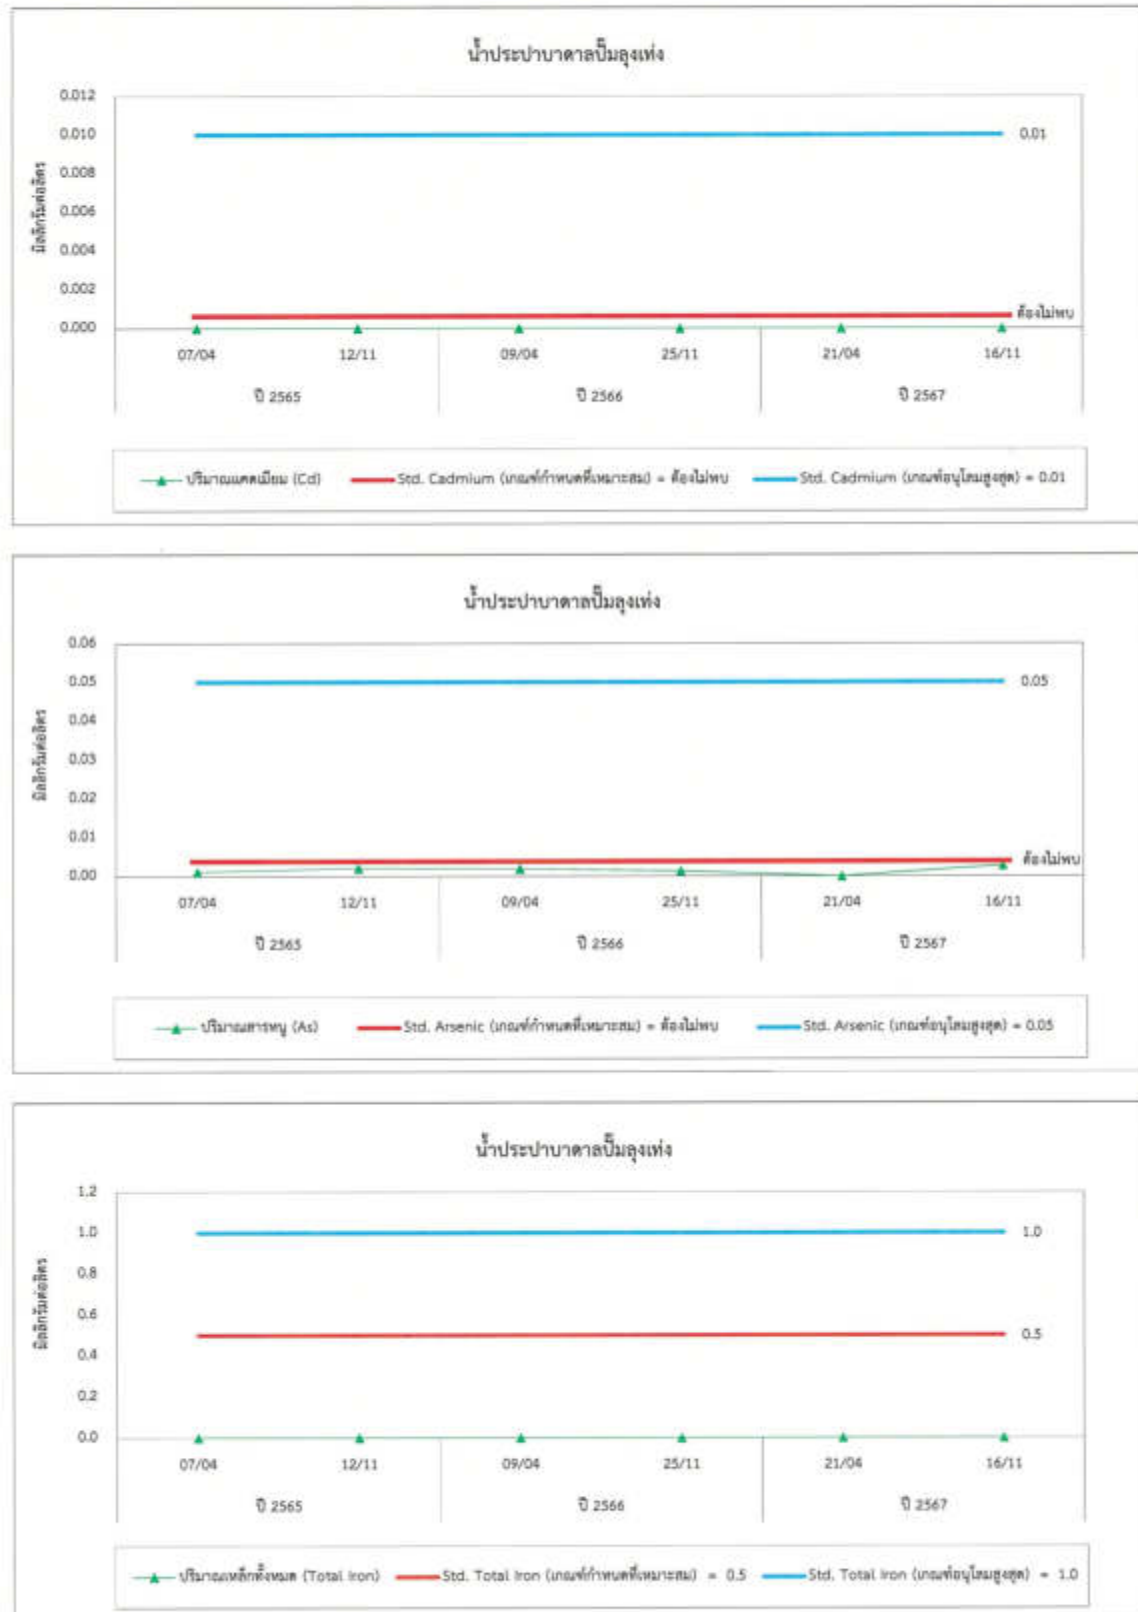 น้ำประปาบาดาลปั๊มลุงเท่ง
มิลลิกรัมต่อลิตร
0.012
0.010
0.008
0.006
0.004
0.002
0.000
0.01
ต้องไม่พบ
07/04 12/11 09/04 25/11 21/04 16/11
ปี 2565 ปี 2566 ปี 2567
ปริมาณแคดเมียม (Cd) Std. Cadmium (เกณฑ์กำหนดที่เหมาะสม) = ต้องไม่พบ Std. Cadmium (เกณฑ์อนุโลมสูงสุด) = 0.01
น้ำประปาบาดาลปั๊มลุงเท่ง
มิลลิกรัมต่อลิตร
0.06
0.05
0.04
0.03
0.02
0.01
0.00
0.05
ต้องไม่พบ
07/04 12/11 09/04 25/11 21/04 16/11
ปี 2565 ปี 2566 ปี 2567
ปริมาณสารหนู (As) Std. Arsenic (เกณฑ์กำหนดที่เหมาะสม) = ต้องไม่พบ Std. Arsenic (เกณฑ์อนุโลมสูงสุด) = 0.05
น้ำประปาบาดาลปั๊มลุงเท่ง
มิลลิกรัมต่อลิตร
1.2
1.0
0.8
0.6
0.4
0.2
0.0
1.0
0.5
07/04 12/11 09/04 25/11 21/04 16/11
ปี 2565 ปี 2566 ปี 2567
ปริมาณเหล็กทั้งหมด (Total Iron) Std. Total Iron (เกณฑ์กำหนดที่เหมาะสม) = 0.5 Std. Total Iron (เกณฑ์อนุโลมสูงสุด) = 1.0